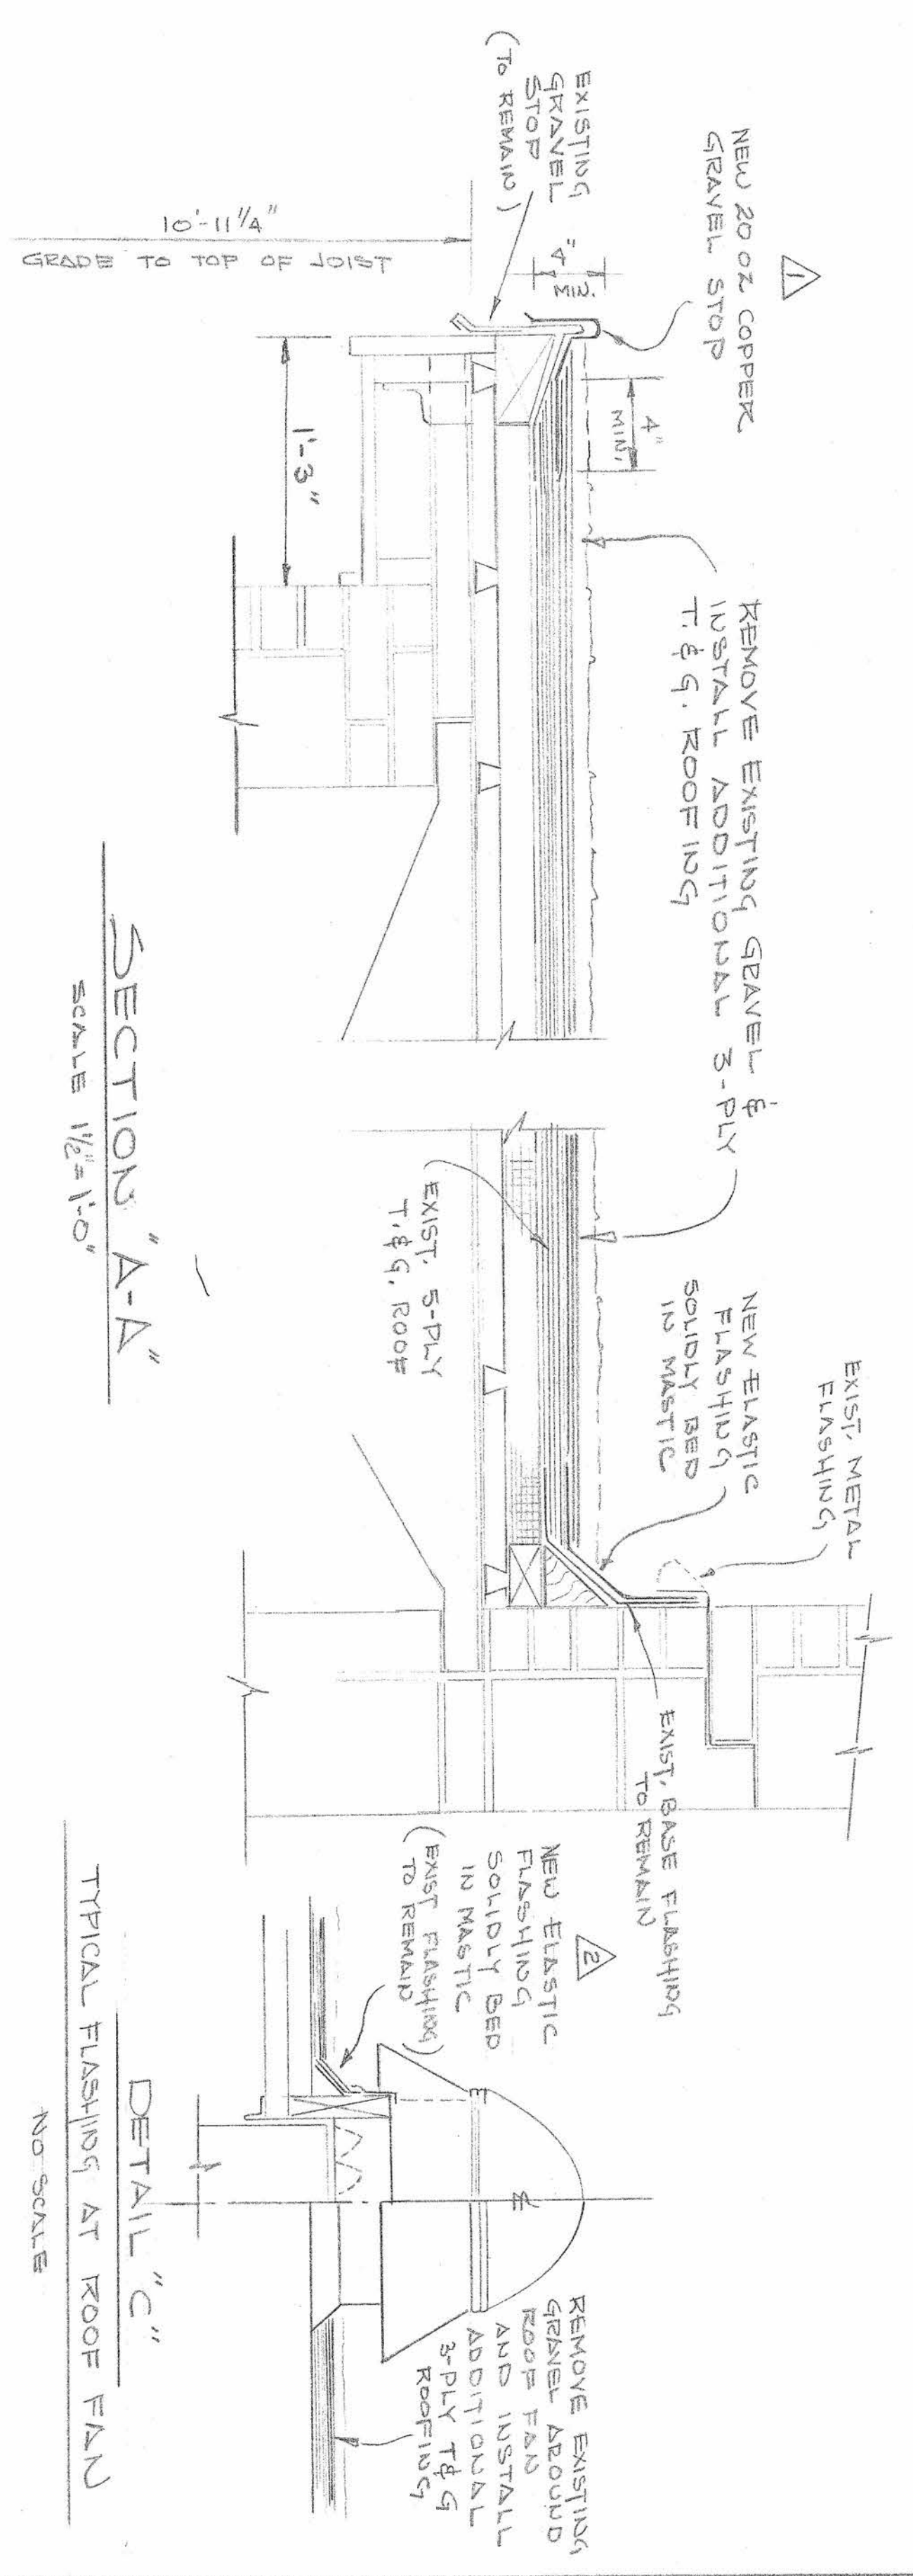 NEW 20 OZ COPPER
GRAVEL STOP
1
EXISTING
GRAVEL
STOP
(TO REMAIN)
4"
MIN.
4"
MIN.
10'-11 1/4"
GRADE TO TOP OF JOIST
1'-3"
REMOVE EXISTING GRAVEL &
INSTALL ADDITIONAL 3-PLY
T. & G. ROOFING
EXIST. 5-PLY
T. & G. ROOF
NEW ELASTIC
FLASHING
SOLIDLY BED
IN MASTIC
EXIST. METAL
FLASHING
EXIST. BASE FLASHING
TO REMAIN
SECTION "A-A"
SCALE 1 1/2" = 1'-0"
2
NEW ELASTIC
FLASHING
SOLIDLY BED
IN MASTIC
(EXIST FLASHING)
TO REMAIN
REMOVE EXISTING
GRAVEL AROUND
ROOF FAN
AND INSTALL
ADDITIONAL
3-PLY T & G
ROOFING
DETAIL "C"
TYPICAL FLASHING AT ROOF FAN
NO SCALE